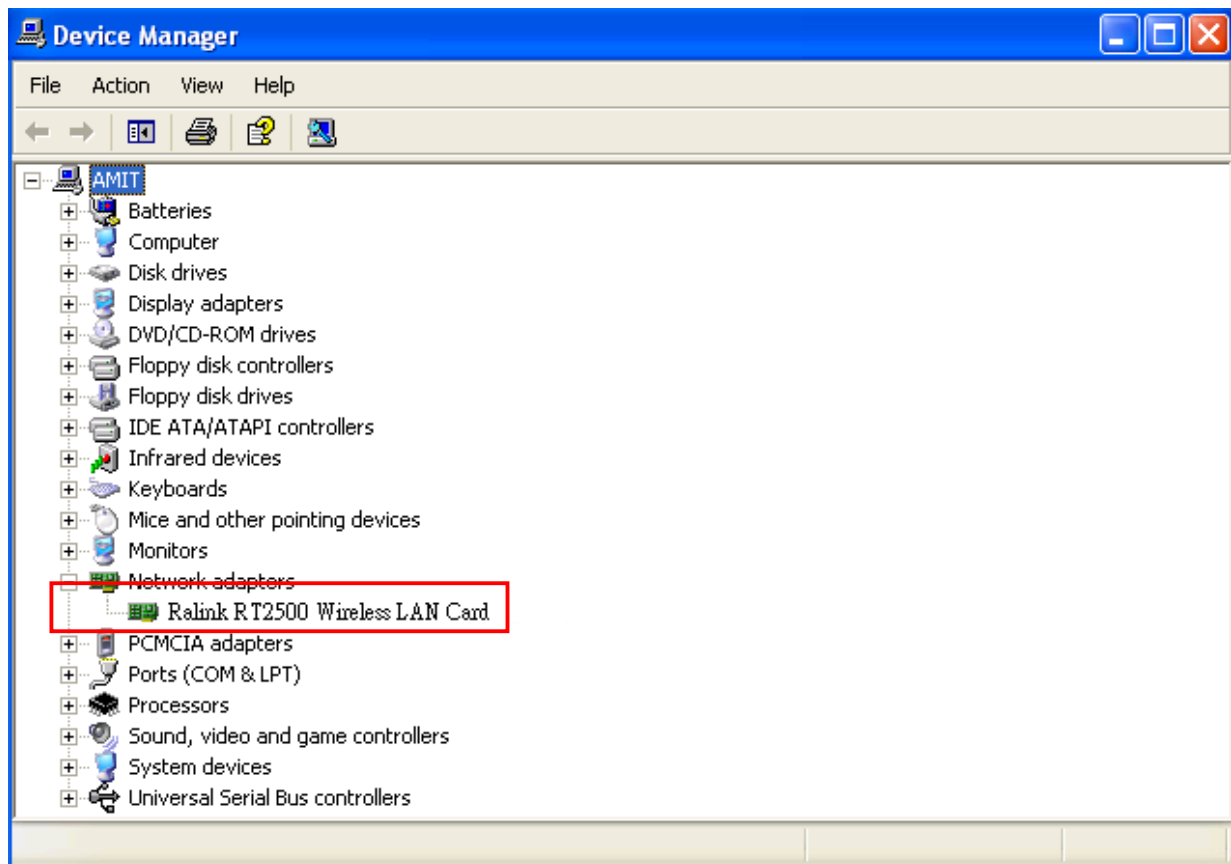 Device Manager
File Action View Help
AMIT
Batteries
Computer
Disk drives
Display adapters
DVD/CD-ROM drives
Floppy disk controllers
Floppy disk drives
IDE ATA/ATAPI controllers
Infrared devices
Keyboards
Mice and other pointing devices
Monitors
Network adapters
Ralink RT2500 Wireless LAN Card
PCMCIA adapters
Ports (COM & LPT)
Processors
Sound, video and game controllers
System devices
Universal Serial Bus controllers